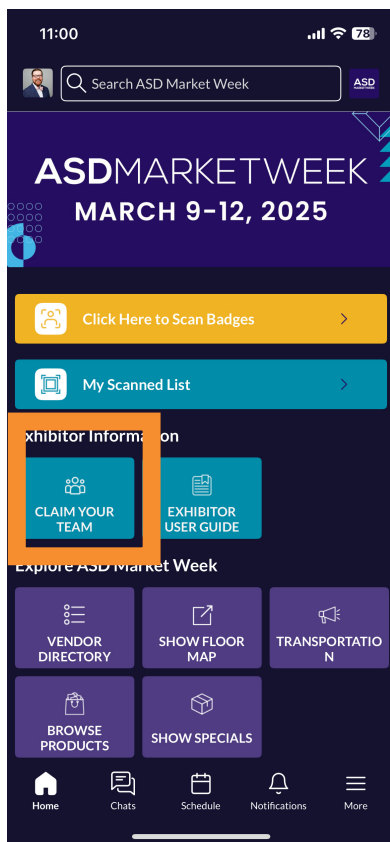 11:00
78
Search ASD Market Week
ASD
MARKETWEEK
ASDMARKETWEEK
MARCH 9-12, 2025
Click Here to Scan Badges
My Scanned List
xhibitor Information
CLAIM YOUR
TEAM
EXHIBITOR
USER GUIDE
Explore ASD Market Week
VENDOR
DIRECTORY
SHOW FLOOR
MAP
TRANSPORTATIO
N
BROWSE
PRODUCTS
SHOW SPECIALS
Home
Chats
Schedule
Notifications
More